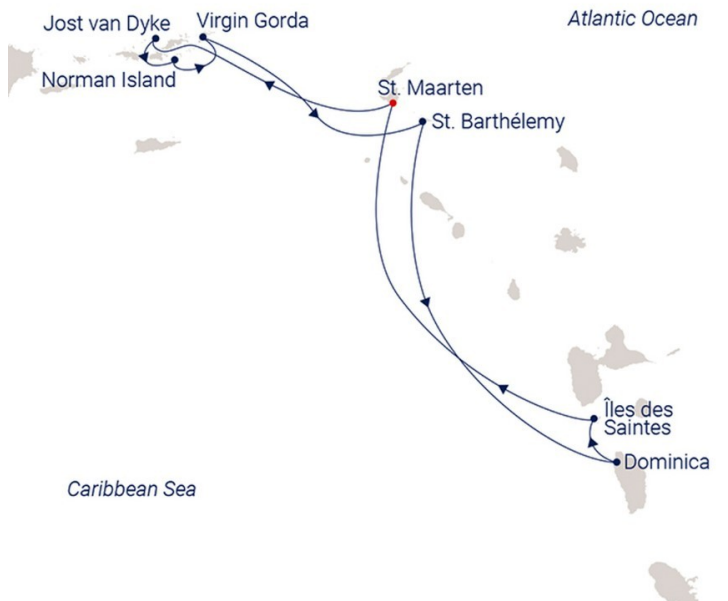 Jost van Dyke
Virgin Gorda
Atlantic Ocean
Norman Island
St. Maarten
St. Barthélemy
Îles des
Saintes
Dominica
Caribbean Sea